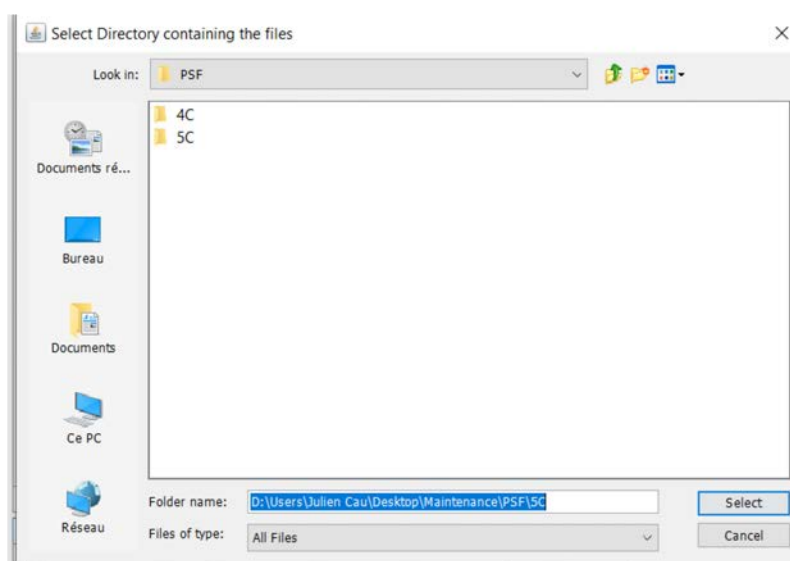 Select Directory containing the files
Look in: PSF
4C
5C
Documents ré...
Bureau
Documents
Ce PC
Réseau
Folder name: D:\Users\Julien Cau\Desktop\Maintenance\PSF\5C
Select
Files of type: All Files
Cancel